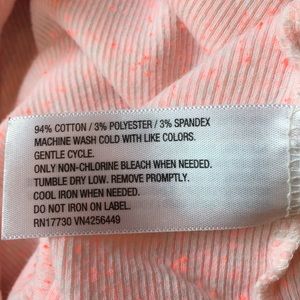 94% COTTON / 3% POLYESTER / 3% SPANDEX
MACHINE WASH COLD WITH LIKE COLORS.
GENTLE CYCLE.
ONLY NON-CHLORINE BLEACH WHEN NEEDED.
TUMBLE DRY LOW. REMOVE PROMPTLY.
COOL IRON WHEN NEEDED.
DO NOT IRON ON LABEL.
RN17730 VN4256449